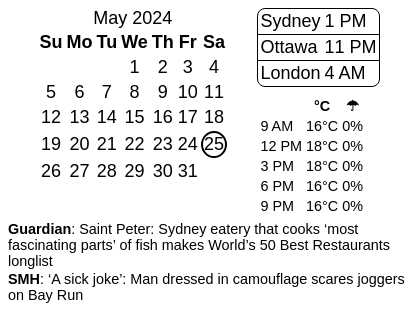 May 2024
Su Mo Tu We Th Fr Sa
1 2 3 4
5 6 7 8 9 10 11
12 13 14 15 16 17 18
19 20 21 22 23 24 25
26 27 28 29 30 31
Sydney 1 PM
Ottawa 11 PM
London 4 AM
°C ☂
9 AM 16°C 0%
12 PM 18°C 0%
3 PM 18°C 0%
6 PM 16°C 0%
9 PM 16°C 0%
Guardian: Saint Peter: Sydney eatery that cooks ‘most
fascinating parts’ of fish makes World’s 50 Best Restaurants
longlist
SMH: ‘A sick joke’: Man dressed in camouflage scares joggers
on Bay Run